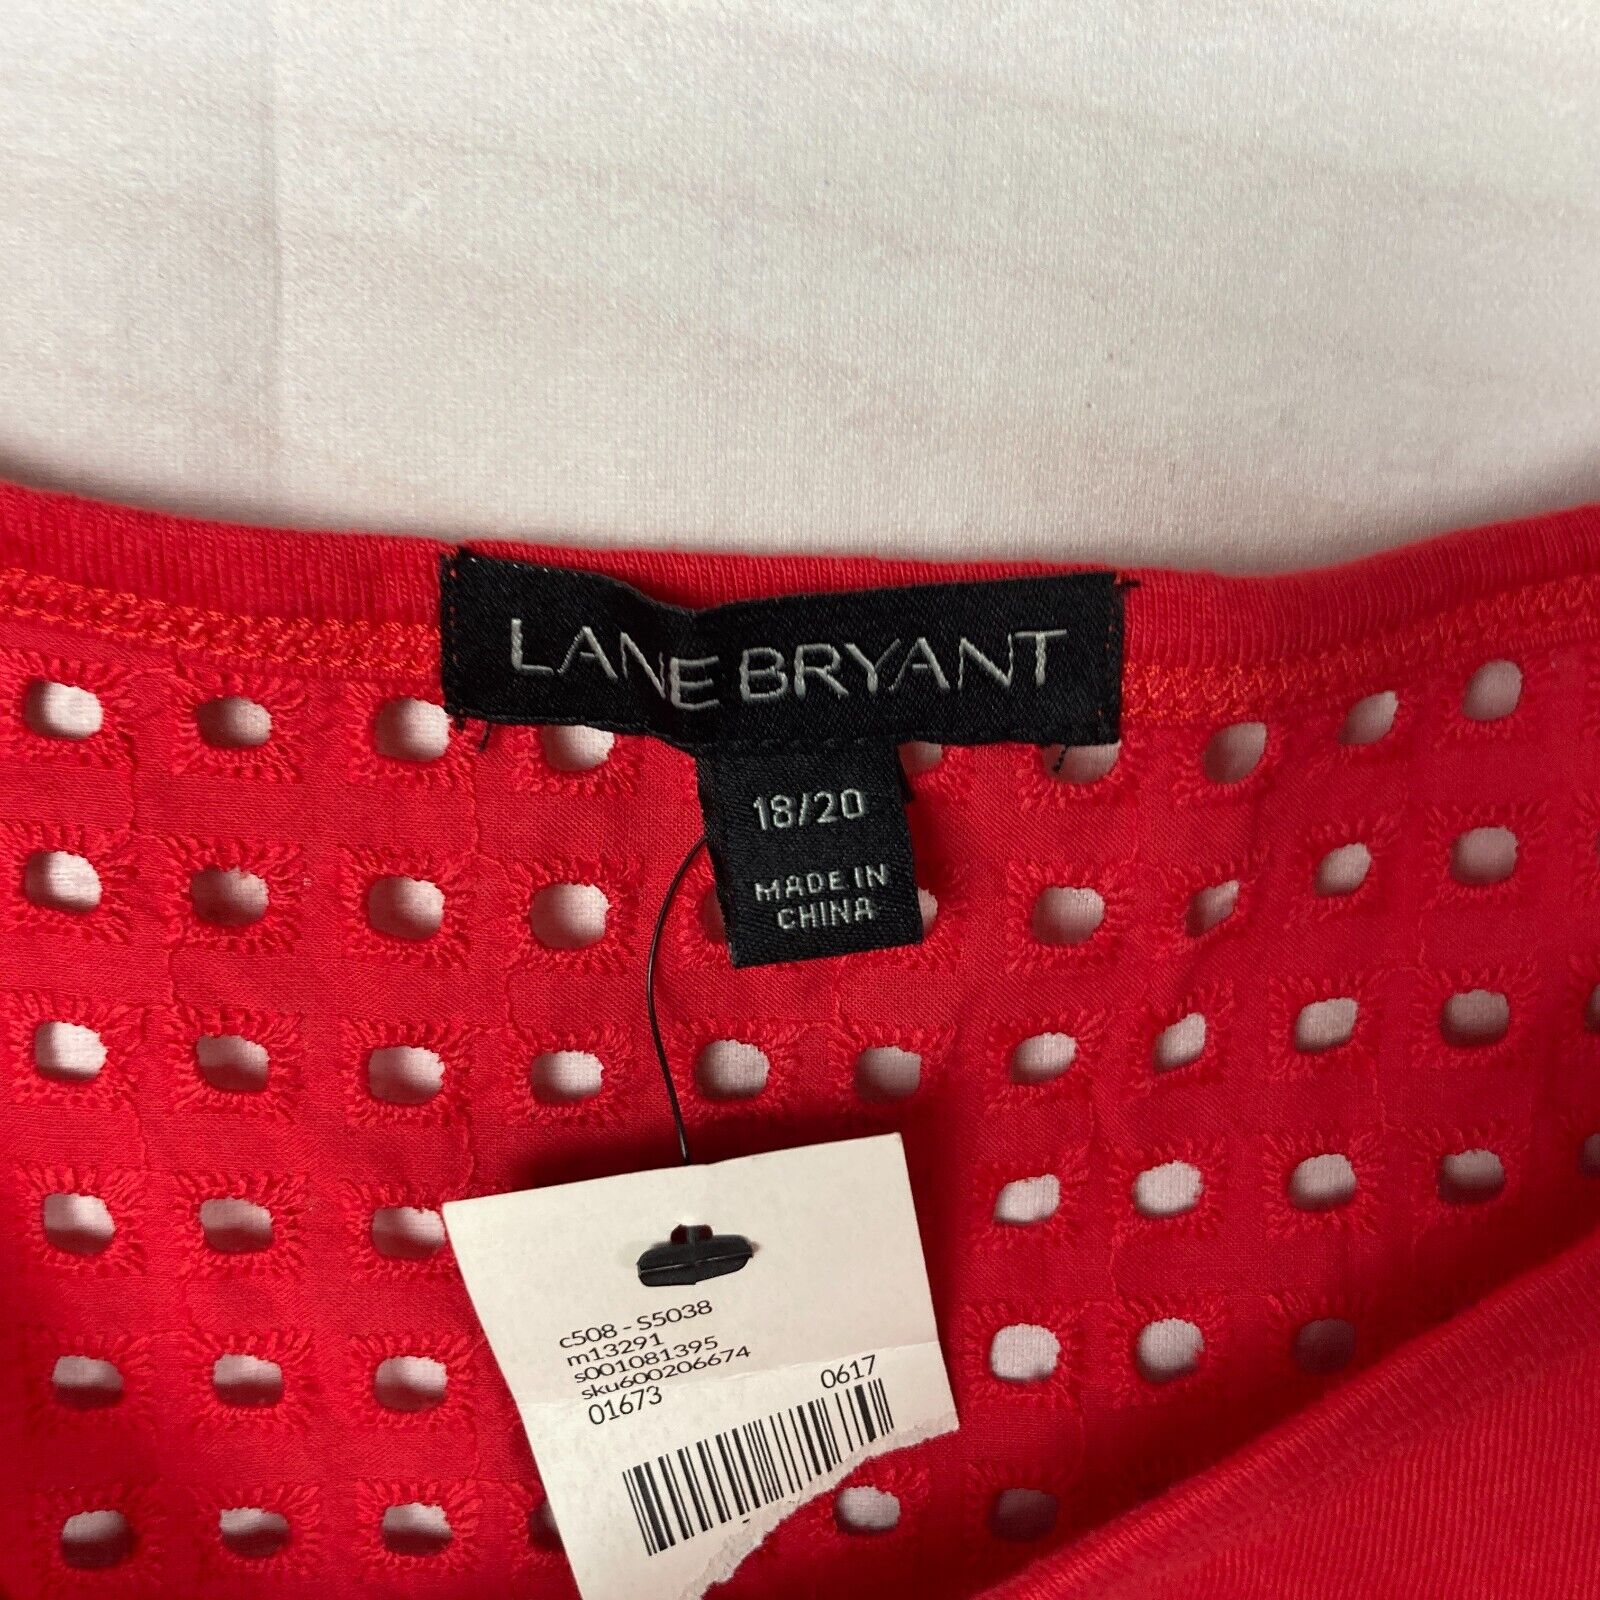 LANE BRYANT
18/20
MADE IN
CHINA
c508 - S5038
m13291
s001081395
sku600206674
01673 0617